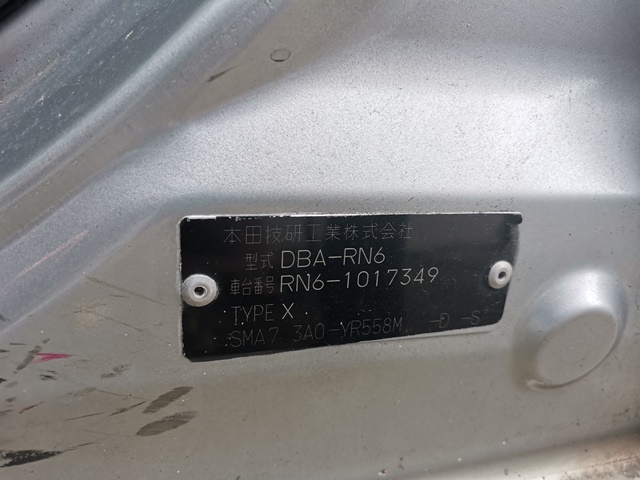 本田技研工業株式会社
型式 DBA-RN6
車台番号 RN6-1017349
TYPE X
SMA7 3A0-YR558M -D -S